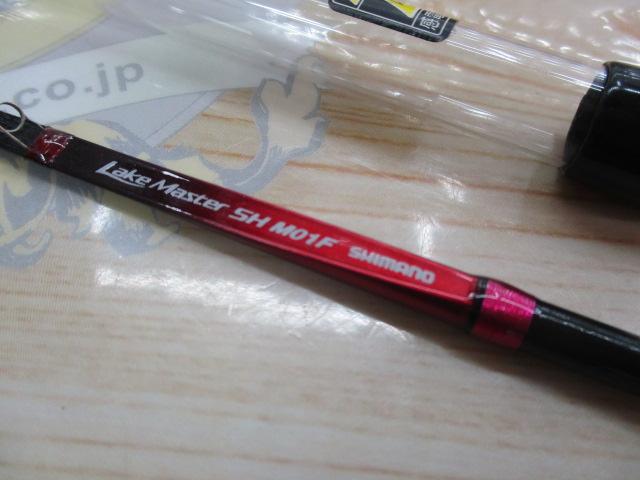 .co.jp
Lake Master SH M01F SHIMANO